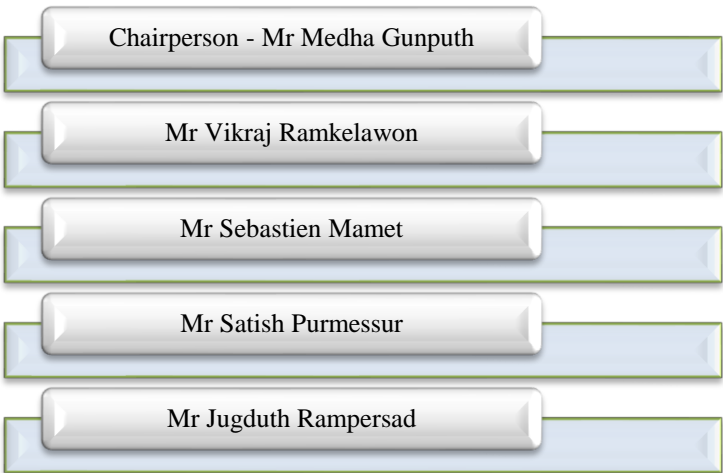 Chairperson - Mr Medha Gunputh
Mr Vikraj Ramkelawon
Mr Sebastien Mamet
Mr Satish Purmessur
Mr Jugduth Rampersad